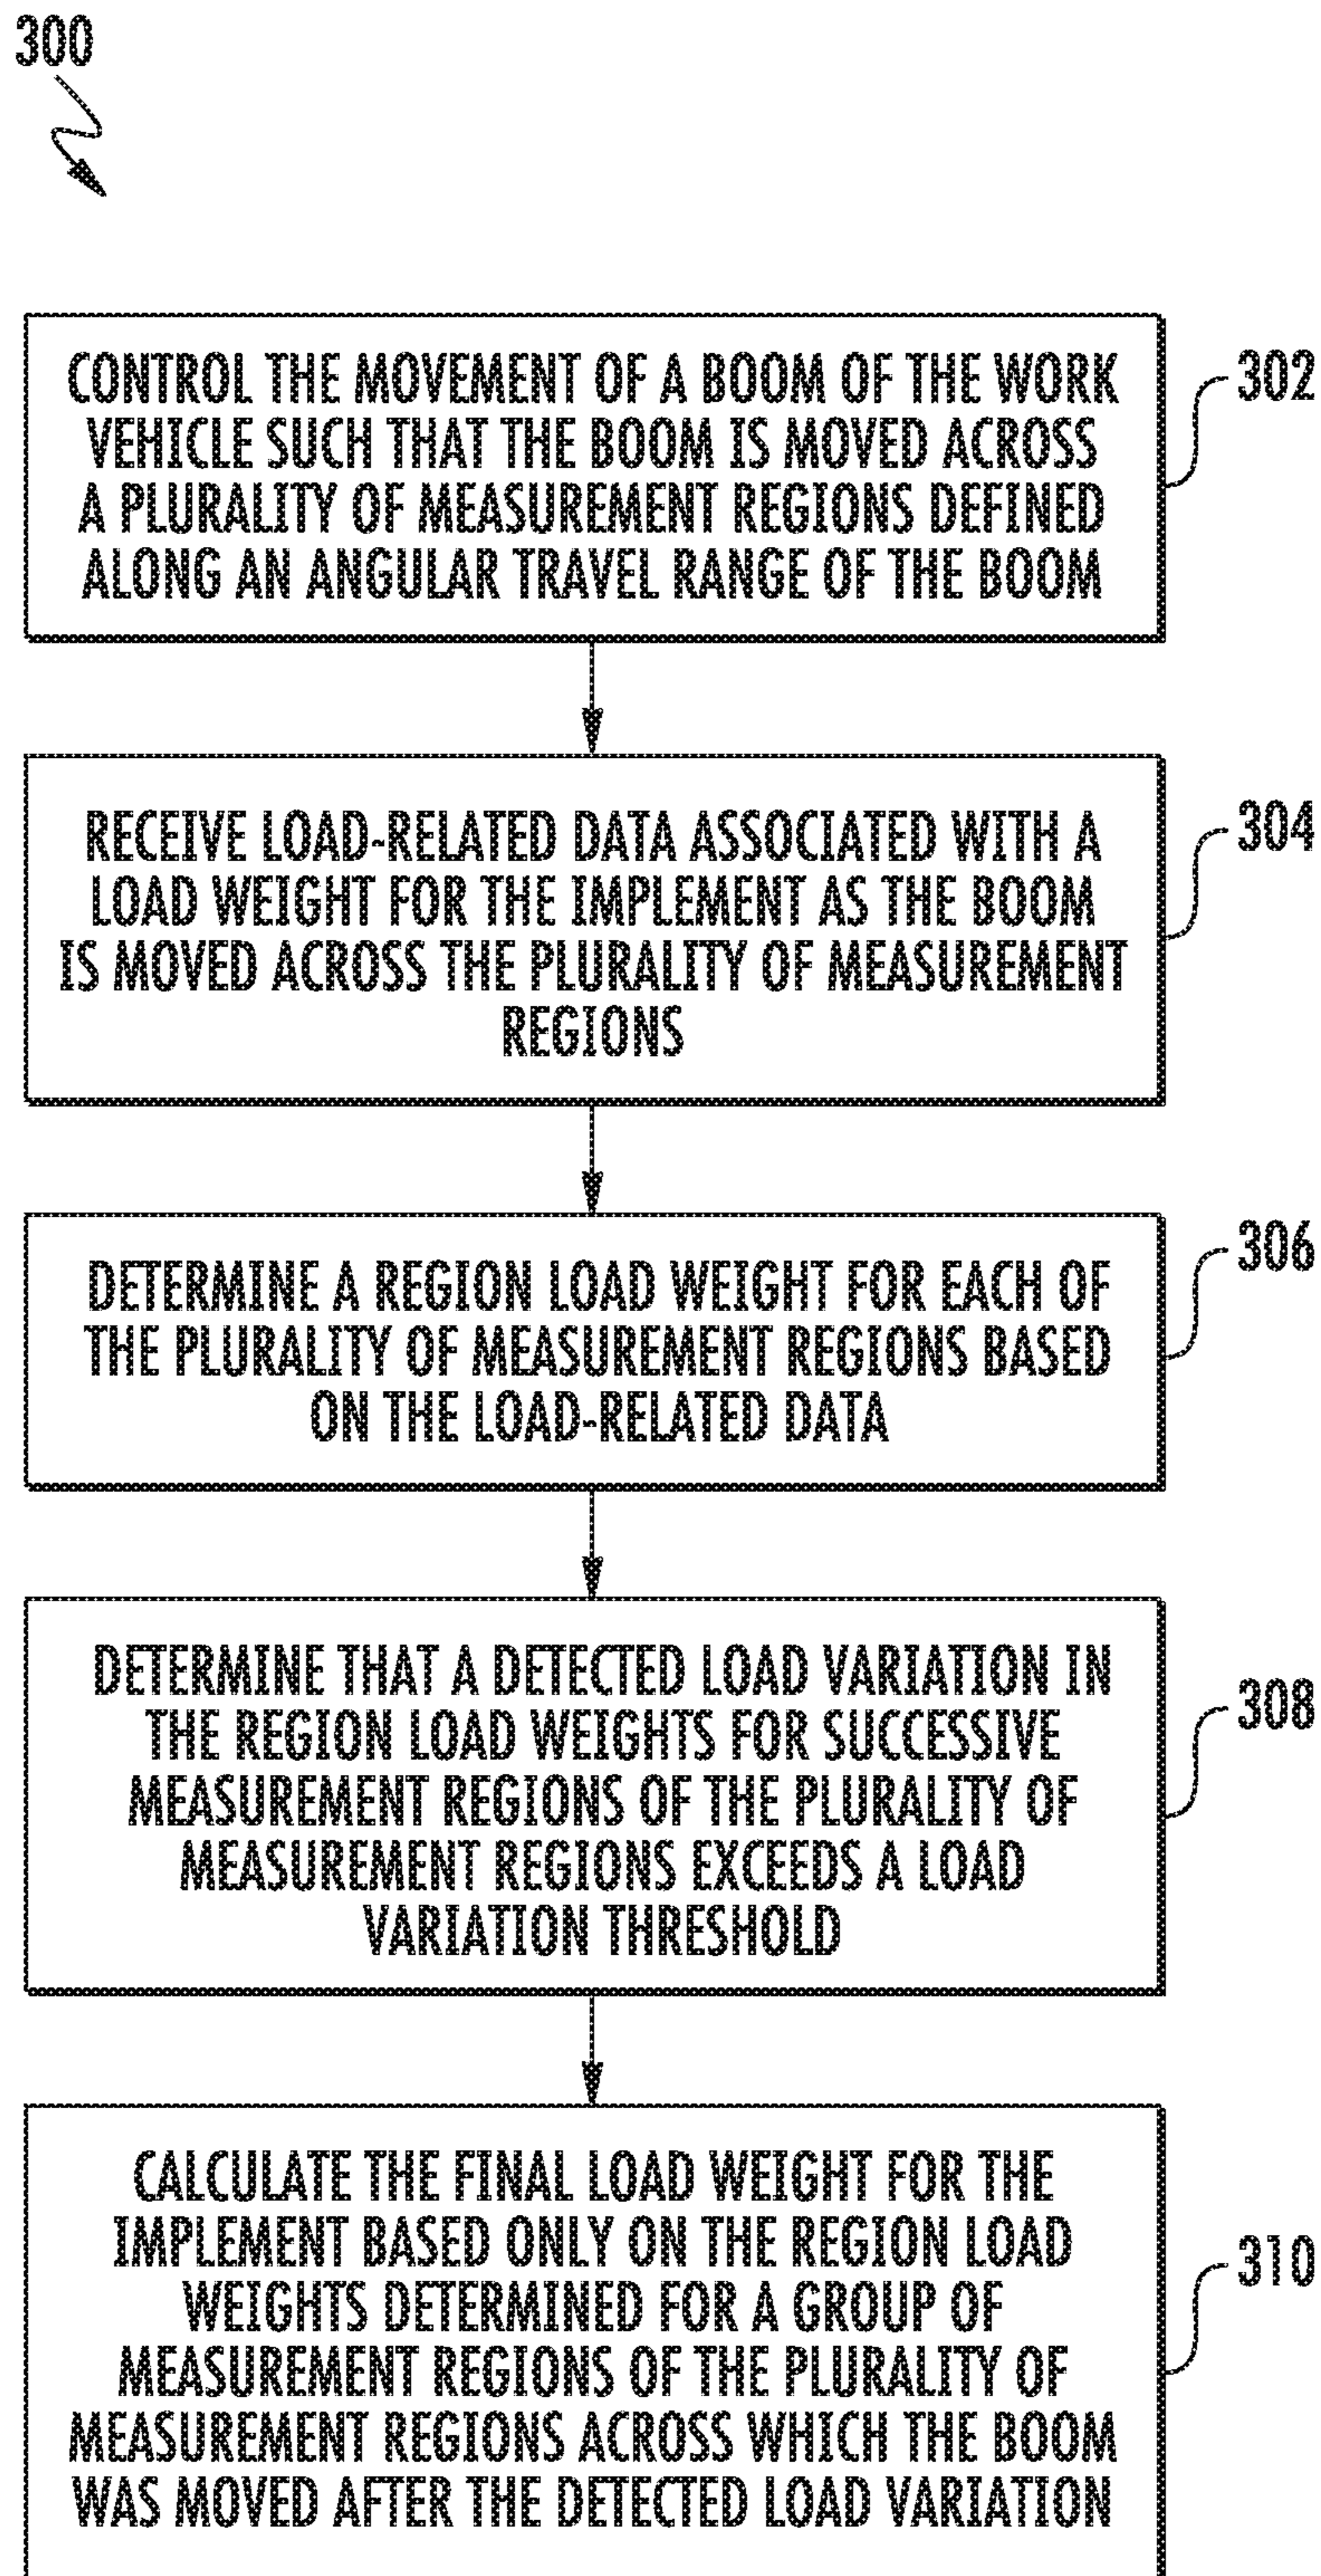 300
CONTROL THE MOVEMENT OF A BOOM OF THE WORK
VEHICLE SUCH THAT THE BOOM IS MOVED ACROSS
A PLURALITY OF MEASUREMENT REGIONS DEFINED
ALONG AN ANGULAR TRAVEL RANGE OF THE BOOM
302
RECEIVE LOAD-RELATED DATA ASSOCIATED WITH A
LOAD WEIGHT FOR THE IMPLEMENT AS THE BOOM
IS MOVED ACROSS THE PLURALITY OF MEASUREMENT
REGIONS
304
DETERMINE A REGION LOAD WEIGHT FOR EACH OF
THE PLURALITY OF MEASUREMENT REGIONS BASED
ON THE LOAD-RELATED DATA
306
DETERMINE THAT A DETECTED LOAD VARIATION IN
THE REGION LOAD WEIGHTS FOR SUCCESSIVE
MEASUREMENT REGIONS OF THE PLURALITY OF
MEASUREMENT REGIONS EXCEEDS A LOAD
VARIATION THRESHOLD
308
CALCULATE THE FINAL LOAD WEIGHT FOR THE
IMPLEMENT BASED ONLY ON THE REGION LOAD
WEIGHTS DETERMINED FOR A GROUP OF
MEASUREMENT REGIONS OF THE PLURALITY OF
MEASUREMENT REGIONS ACROSS WHICH THE BOOM
WAS MOVED AFTER THE DETECTED LOAD VARIATION
310